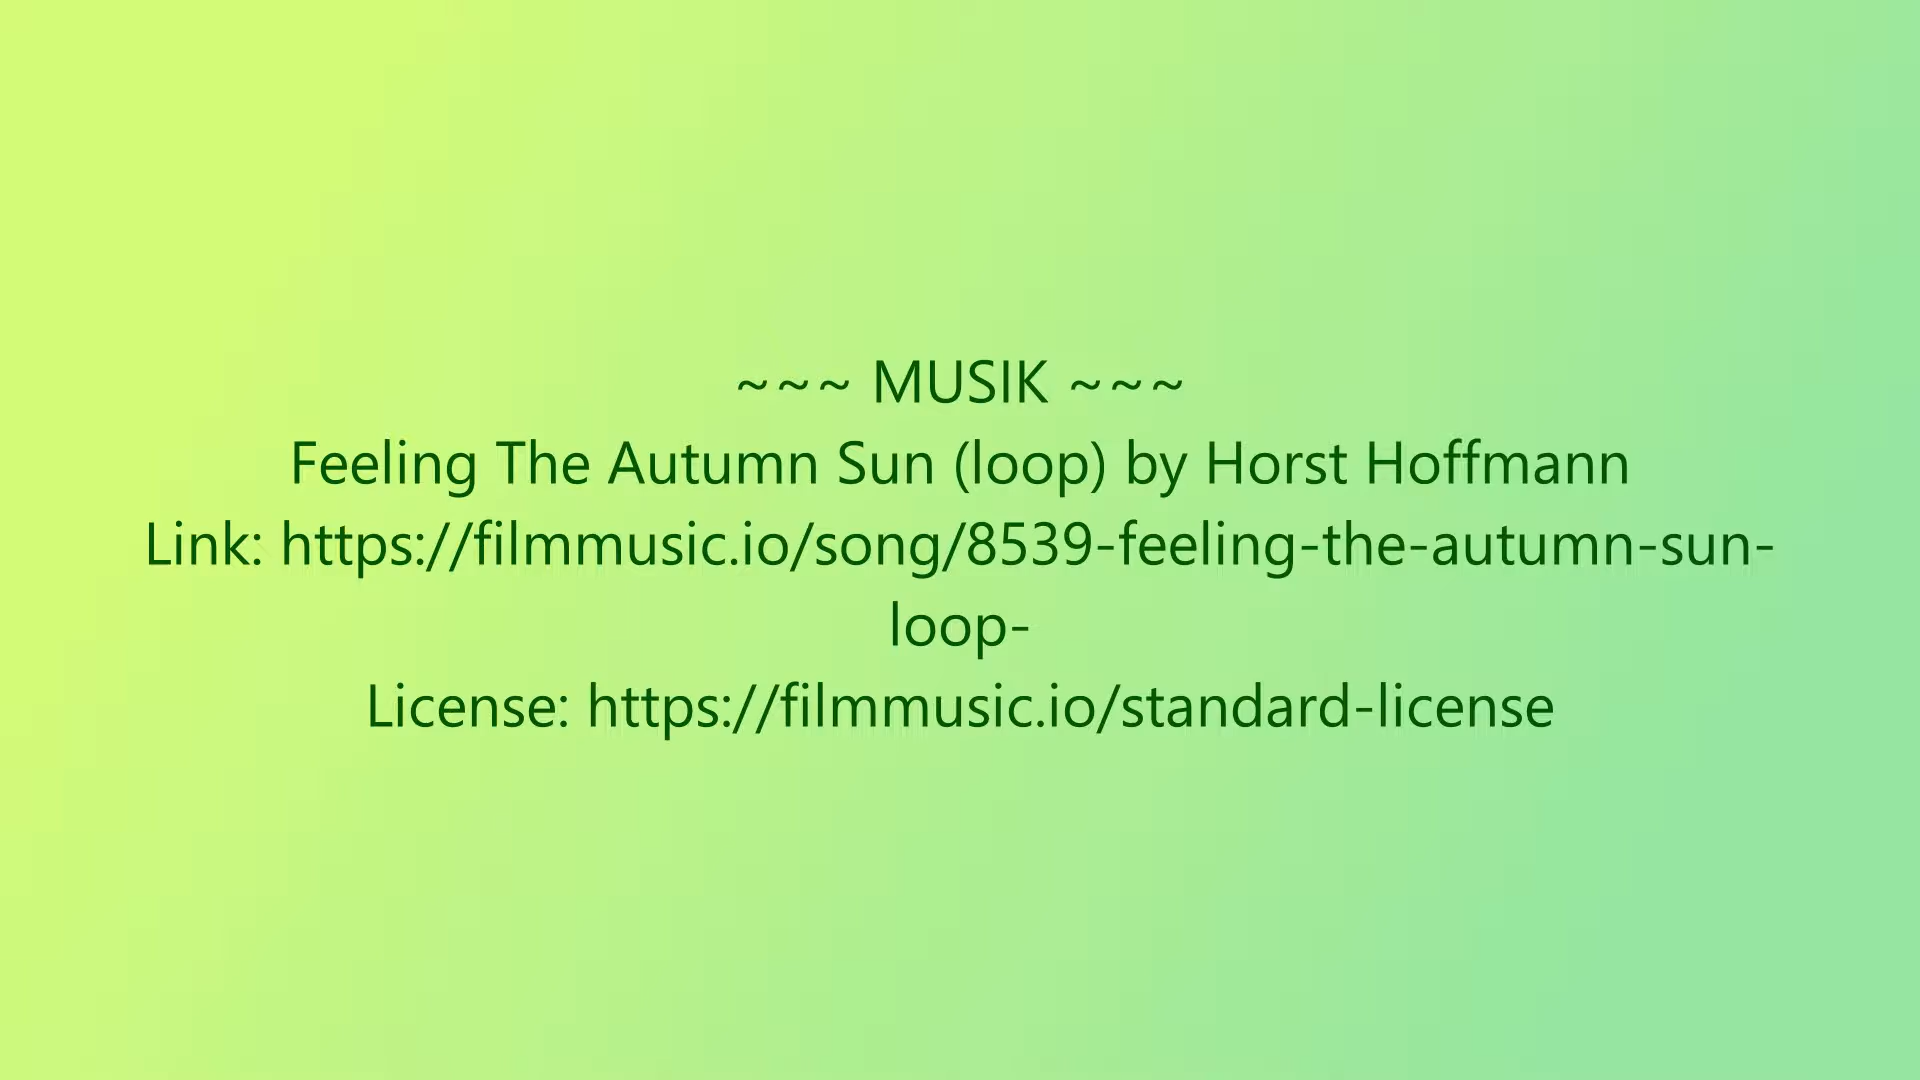 ~~~ MUSIK ~~~
Feeling The Autumn Sun (loop) by Horst Hoffmann
Link: https://filmmusic.io/song/8539-feeling-the-autumn-sun-
loop-
License: https://filmmusic.io/standard-license